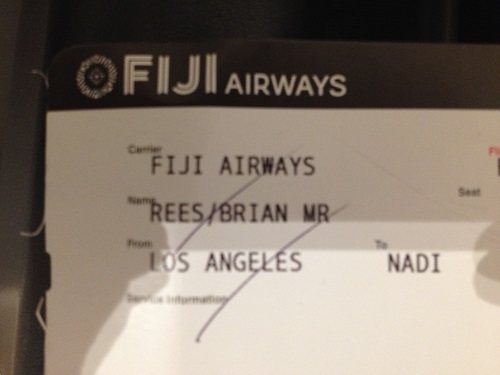 FIJI AIRWAYS
Carrier
FIJI AIRWAYS
Name
REES/BRIAN MR
Seat
From
To
LOS ANGELES
NADI
Service Information